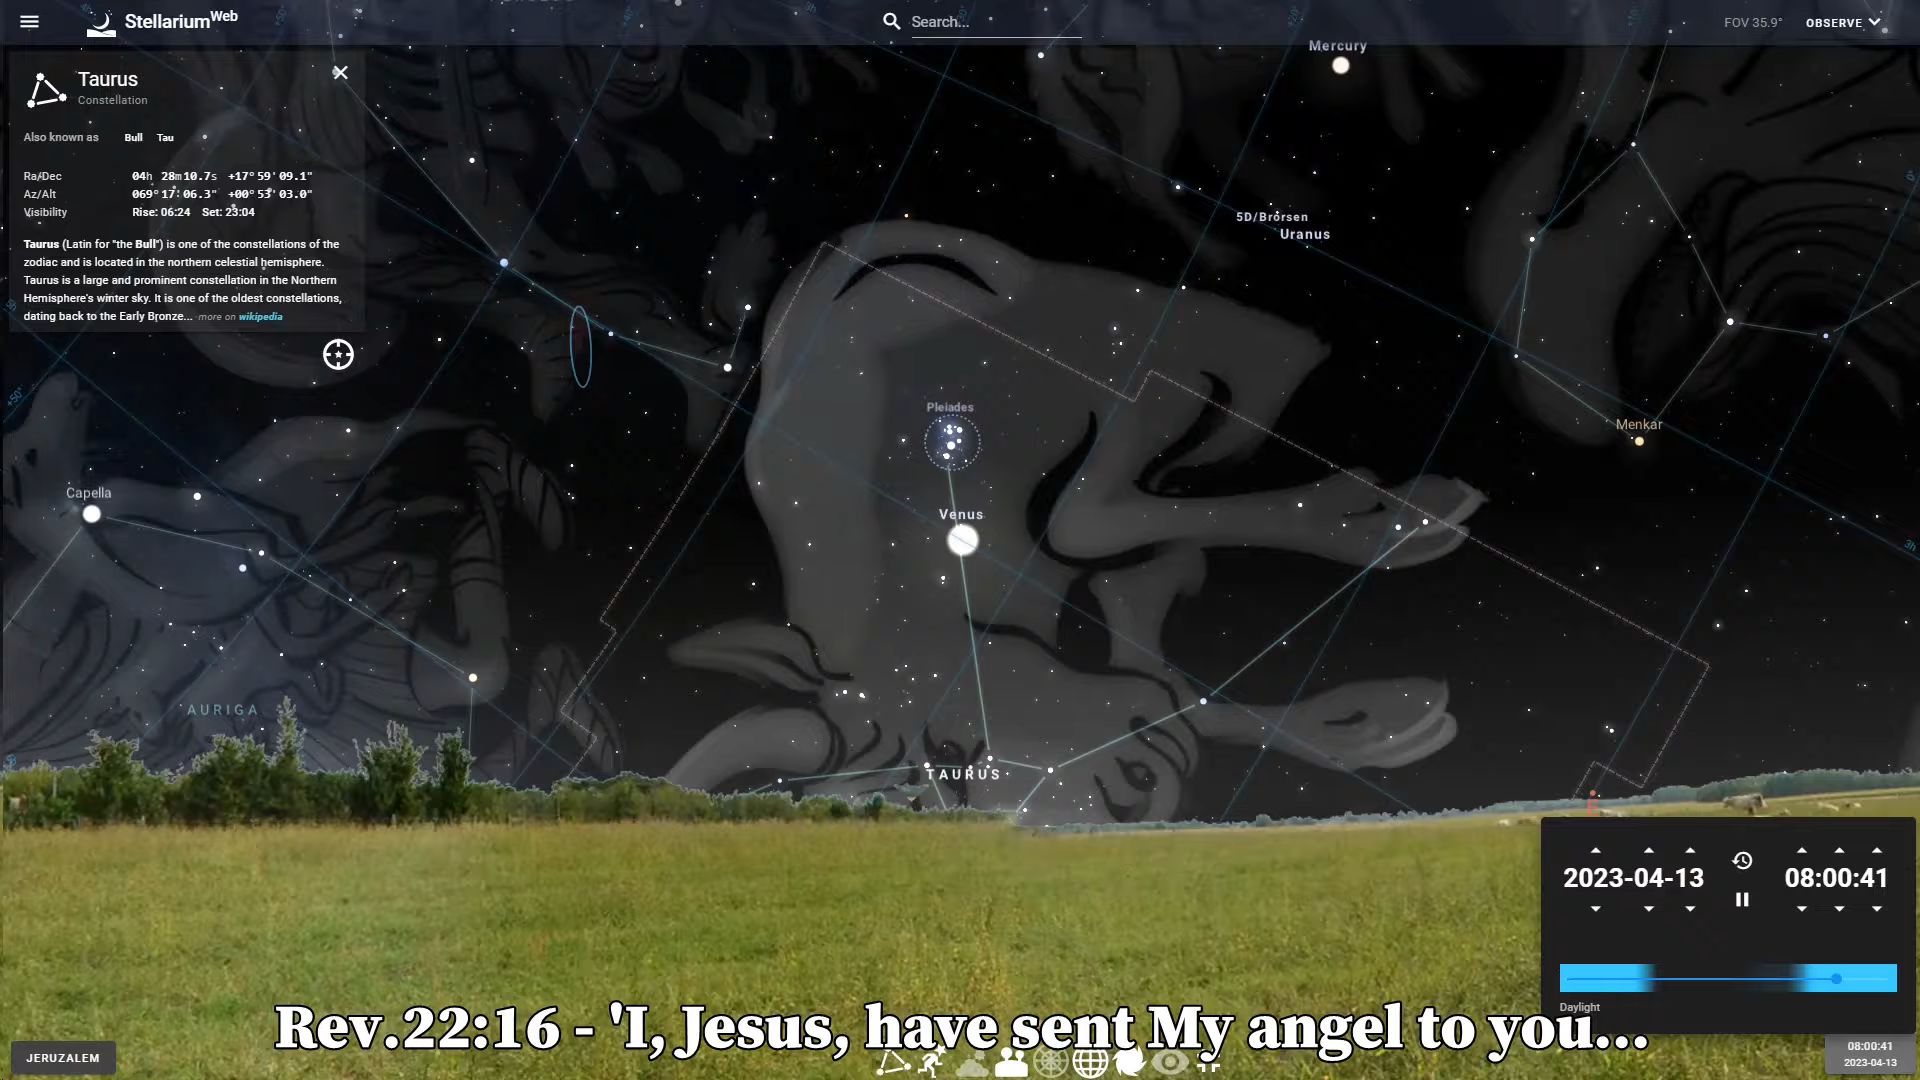 StellariumWeb
Search...
FOV 35.9°
OBSERVE
Taurus
Constellation
Also known as Bull Tau
Ra/Dec 04h 28m10.7s +17°59'09.1"
Az/Alt 069°17'06.3" +00°53'03.0"
Visibility Rise: 06:24 Set: 23:04
Taurus (Latin for "the Bull") is one of the constellations of the
zodiac and is located in the northern celestial hemisphere.
Taurus is a large and prominent constellation in the Northern
Hemisphere's winter sky. It is one of the oldest constellations,
dating back to the Early Bronze... more on wikipedia
Mercury
5D/Brorsen
Uranus
Pleiades
Menkar
Capella
Venus
AURIGA
TAURUS
+50°
3h
0°
2023-04-13
08:00:41
Daylight
Rev.22:16 - 'I, Jesus, have sent My angel to you...
JERUZALEM
08:00:41
2023-04-13